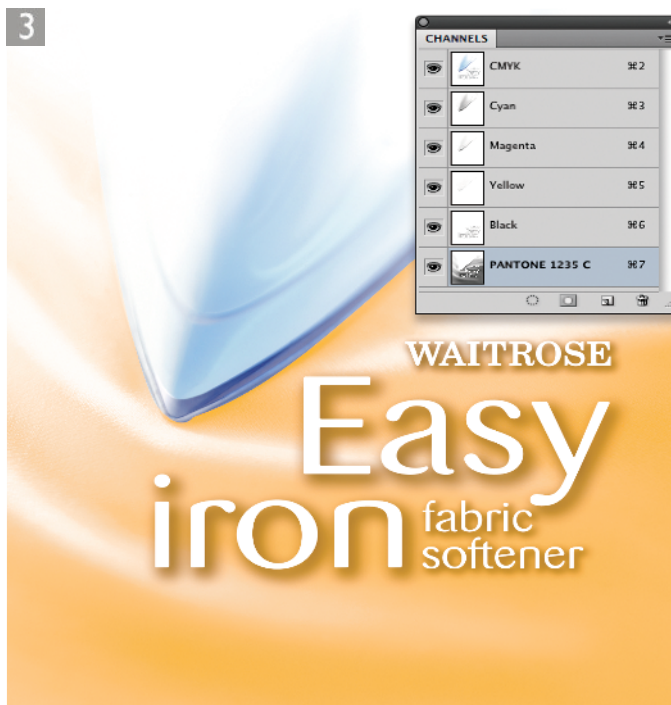 3
CHANNELS
CMYK ⌘2
Cyan ⌘3
Magenta ⌘4
Yellow ⌘5
Black ⌘6
PANTONE 1235 C ⌘7
WAITROSE
Easy
iron fabric
softener